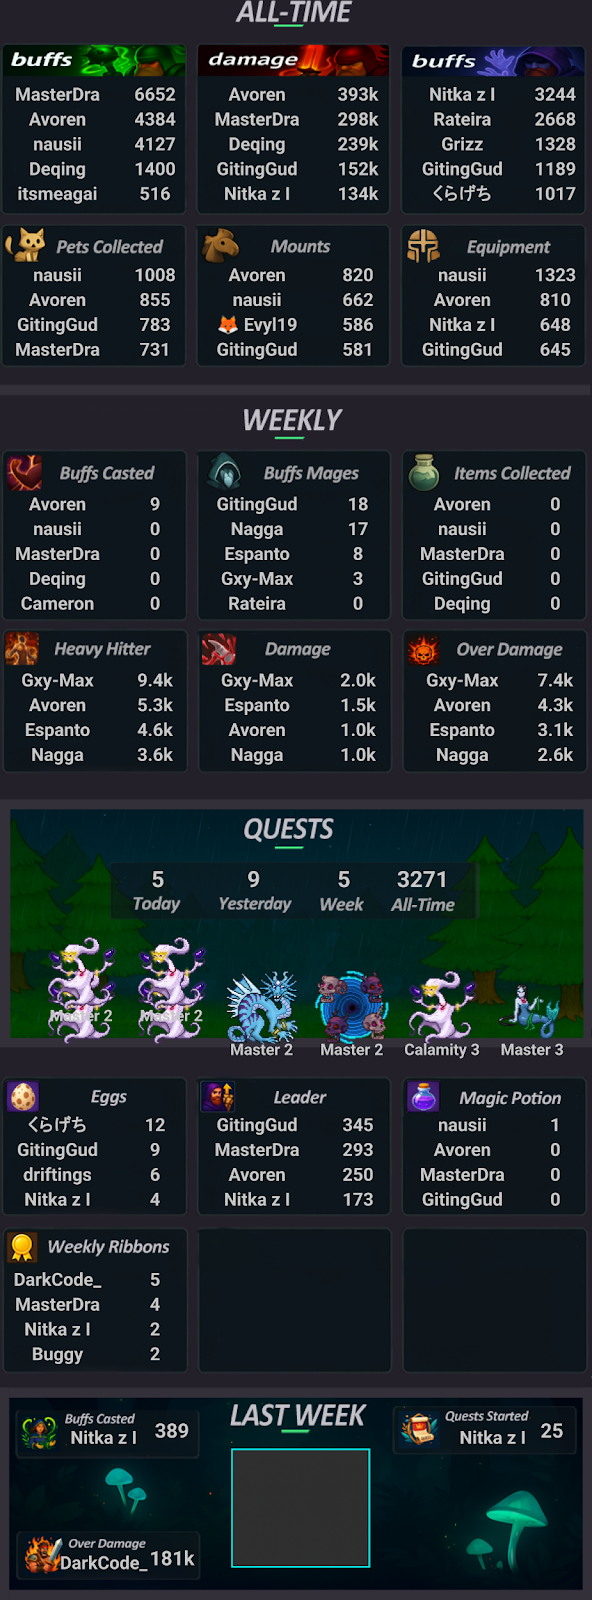 ALL-TIME
buffs
MasterDra 6652
Avoren 4384
nausii 4127
Deqing 1400
itsmeagai 516
damage
Avoren 393k
MasterDra 298k
Deqing 239k
GitingGud 152k
Nitka z l 134k
buffs
Nitka z l 3244
Rateira 2668
Grizz 1328
GitingGud 1189
くらげち 1017
Pets Collected
nausii 1008
Avoren 855
GitingGud 783
MasterDra 731
Mounts
Avoren 820
nausii 662
🦊 Evyl19 586
GitingGud 581
Equipment
nausii 1323
Avoren 810
Nitka z l 648
GitingGud 645
WEEKLY
Buffs Casted
Avoren 9
nausii 0
MasterDra 0
Deqing 0
Cameron 0
Buffs Mages
GitingGud 18
Nagga 17
Espanto 8
Gxy-Max 3
Rateira 0
Items Collected
Avoren 0
nausii 0
MasterDra 0
GitingGud 0
Deqing 0
Heavy Hitter
Gxy-Max 9.4k
Avoren 5.3k
Espanto 4.6k
Nagga 3.6k
Damage
Gxy-Max 2.0k
Espanto 1.5k
Avoren 1.0k
Nagga 1.0k
Over Damage
Gxy-Max 7.4k
Avoren 4.3k
Espanto 3.1k
Nagga 2.6k
QUESTS
5 9 5 3271
Today Yesterday Week All-Time
Master 2 Master 2
Master 2 Master 2 Calamity 3 Master 3
Eggs
くらげち 12
GitingGud 9
driftings 6
Nitka z l 4
Leader
GitingGud 345
MasterDra 293
Avoren 250
Nitka z l 173
Magic Potion
nausii 1
Avoren 0
MasterDra 0
GitingGud 0
Weekly Ribbons
DarkCode_ 5
MasterDra 4
Nitka z l 2
Buggy 2
LAST WEEK
Buffs Casted
Nitka z l 389
Quests Started
Nitka z l 25
Over Damage
DarkCode_ 181k